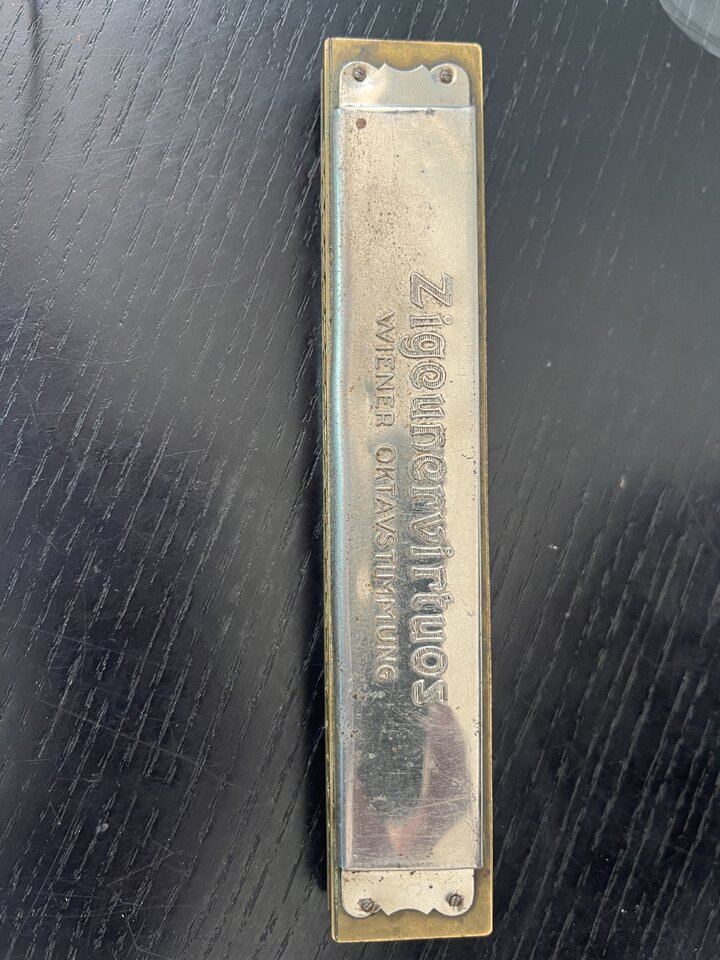 Zigeunervirtuos
WIENER OKTAVSTIMMUNG
C